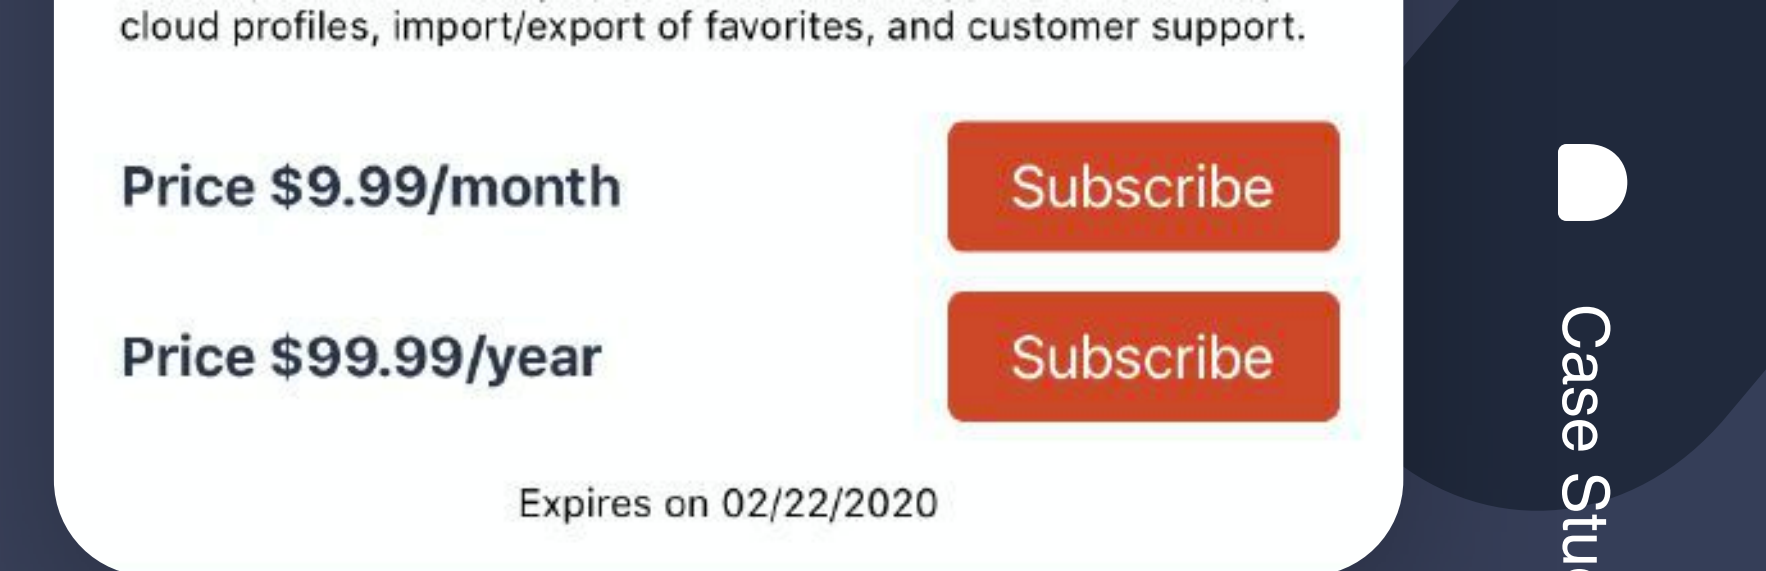 cloud profiles, import/export of favorites, and customer support.
Price $9.99/month
Subscribe
Price $99.99/year
Subscribe
Expires on 02/22/2020
Case